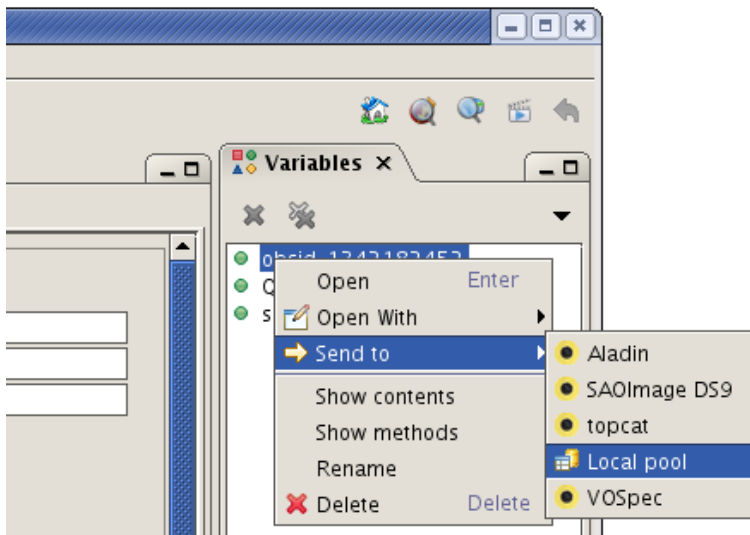 Variables
Open Enter
Open With
Send to
Show contents
Show methods
Rename
Delete Delete
Aladin
SAOImage DS9
topcat
Local pool
VOSpec